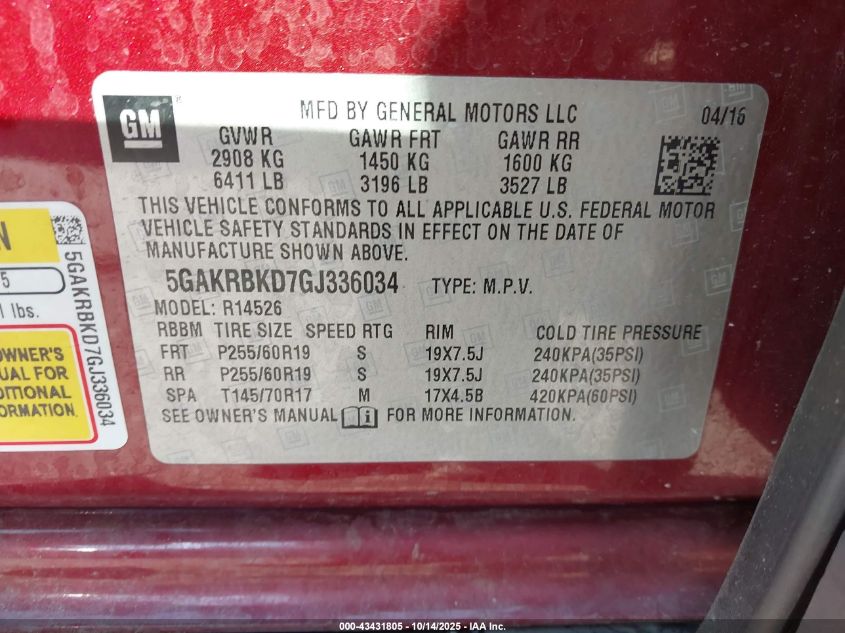 GM
MFD BY GENERAL MOTORS LLC 04/16
GVWR GAWR FRT GAWR RR
2908 KG 1450 KG 1600 KG
6411 LB 3196 LB 3527 LB
THIS VEHICLE CONFORMS TO ALL APPLICABLE U.S. FEDERAL MOTOR
VEHICLE SAFETY STANDARDS IN EFFECT ON THE DATE OF
MANUFACTURE SHOWN ABOVE.
5GAKRBKD7GJ336034 TYPE: M.P.V.
MODEL: R14526
RBBM TIRE SIZE SPEED RTG RIM COLD TIRE PRESSURE
FRT P255/60R19 S 19X7.5J 240KPA(35PSI)
RR P255/60R19 S 19X7.5J 240KPA(35PSI)
SPA T145/70R17 M 17X4.5B 420KPA(60PSI)
SEE OWNER'S MANUAL FOR MORE INFORMATION.
N
5
lbs.
OWNER'S
FOR
INFORMATION.
5GAKRBKD7GJ336034
000-43431805 - 10/14/2025 - IAA Inc.